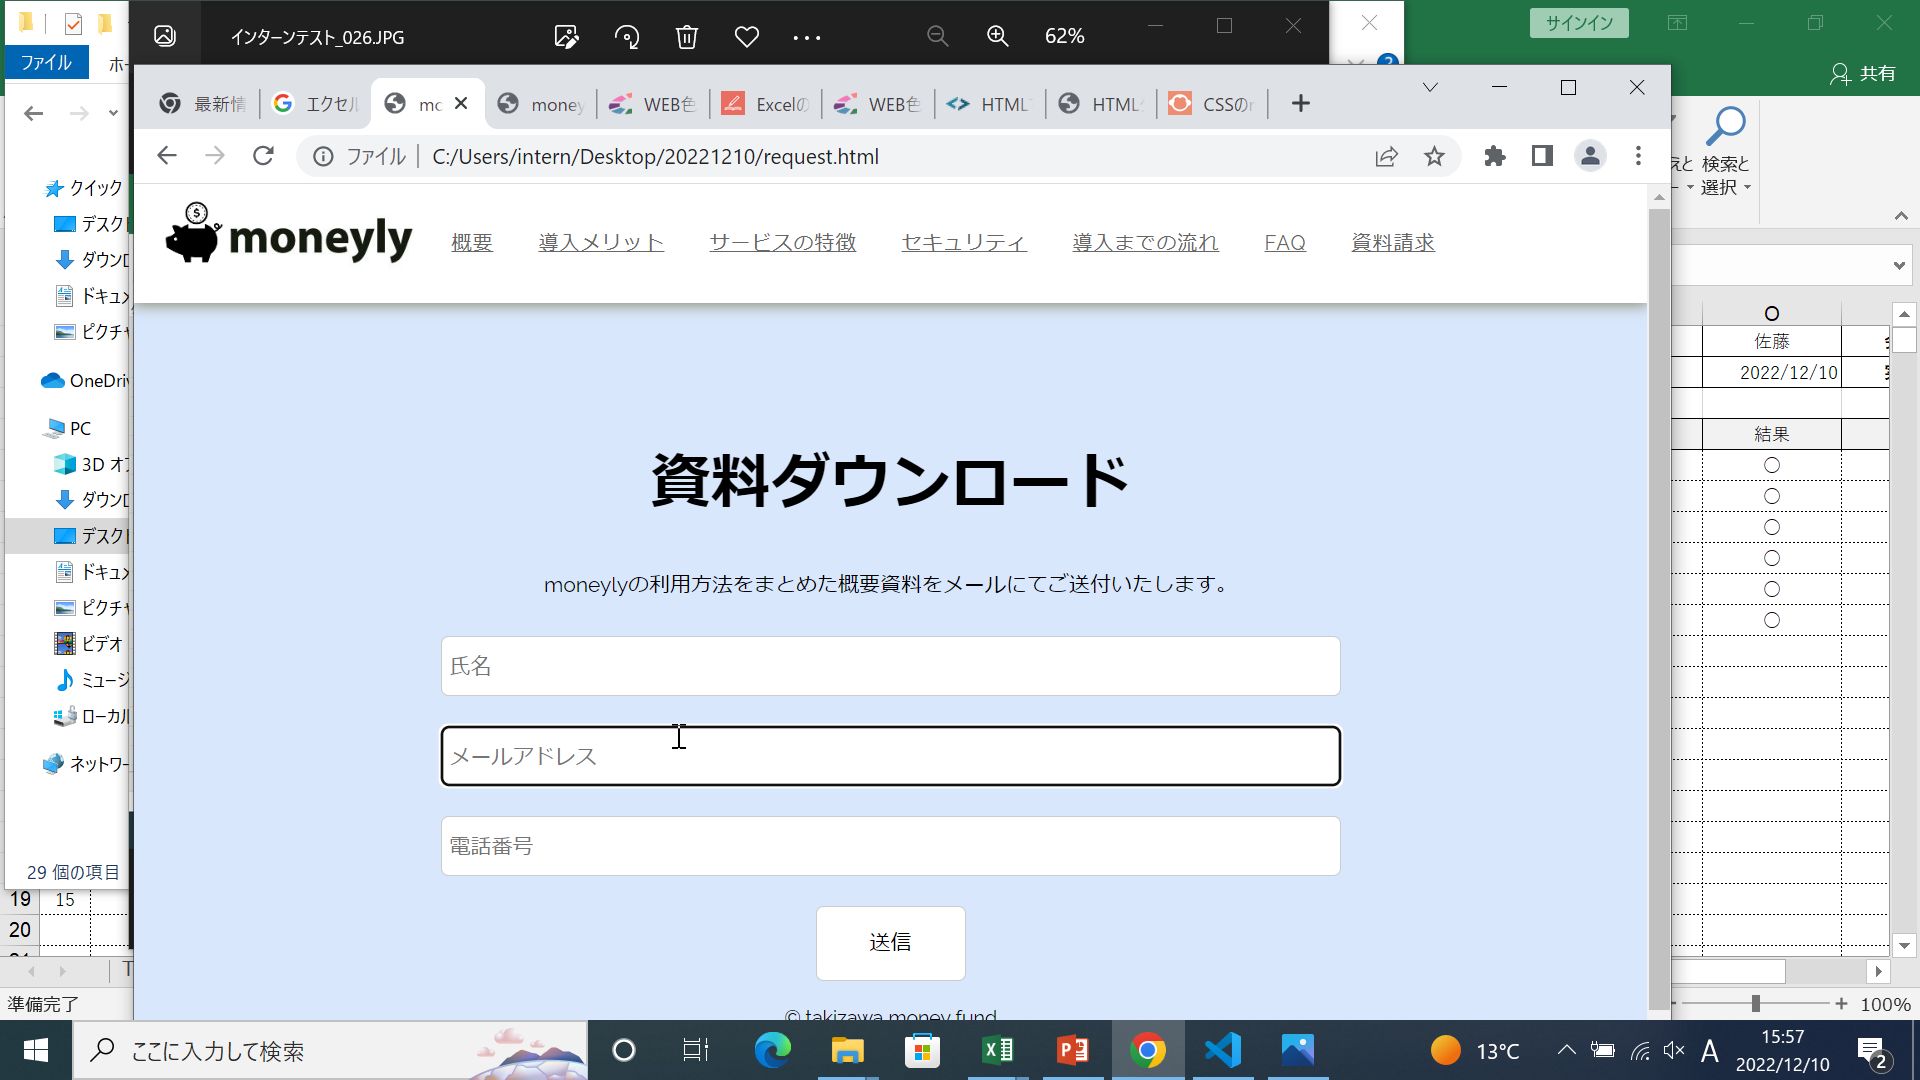 インターンテスト_026.JPG
62%
サインイン
ファイル
共有
最新情
エクセル
mc
money
WEB色
Excelの
WEB色
HTML
HTML
CSSの
ファイル
C:/Users/intern/Desktop/20221210/request.html
検索と
選択
クイック
デスクト
ダウンロ
ドキュメ
ピクチャ
OneDriv
PC
3D オブ
ダウンロ
デスクト
ドキュメ
ピクチャ
ビデオ
ミュージ
ローカル
ネットワー
29 個の項目
moneyly
概要
導入メリット
サービスの特徴
セキュリティ
導入までの流れ
FAQ
資料請求
資料ダウンロード
moneylyの利用方法をまとめた概要資料をメールにてご送付いたします。
氏名
メールアドレス
電話番号
送信
© takizawa money fund
O
佐藤
2022/12/10
結果
○
○
○
○
○
○
19 15
20
準備完了
100%
ここに入力して検索
13℃
A
15:57
2022/12/10
2